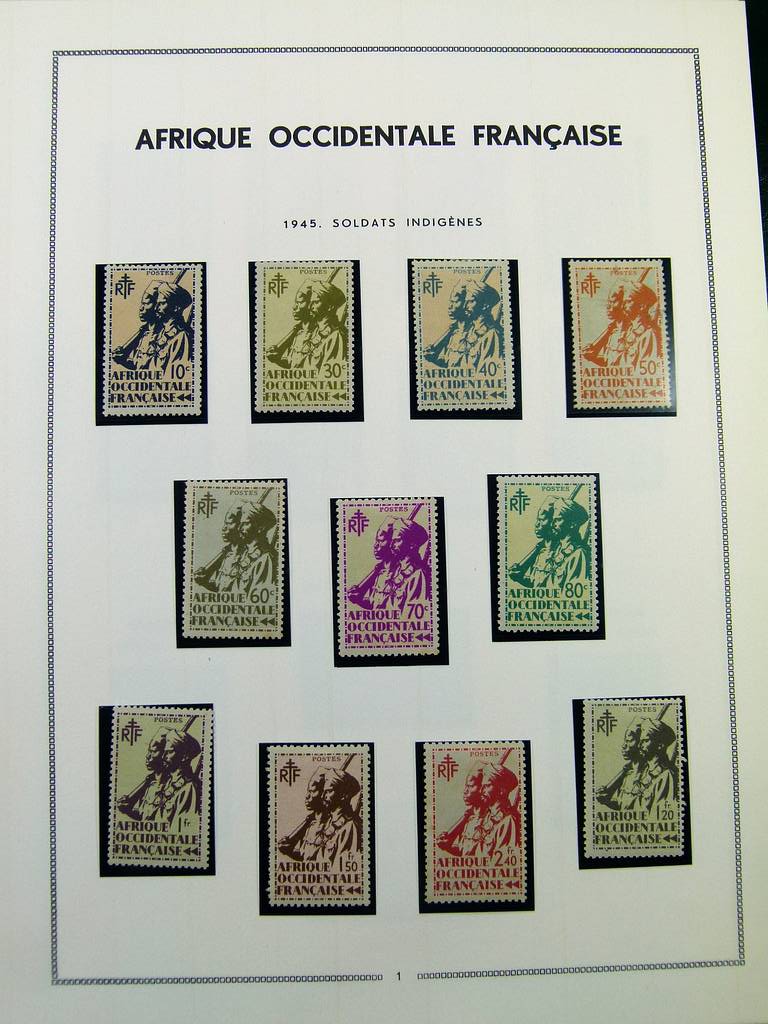 AFRIQUE OCCIDENTALE FRANÇAISE
1945. SOLDATS INDIGÈNES
POSTES
RF
10c
AFRIQUE
OCCIDENTALE
FRANÇAISE
POSTES
RF
30c
AFRIQUE
OCCIDENTALE
FRANÇAISE
POSTES
RF
40c
AFRIQUE
OCCIDENTALE
FRANÇAISE
POSTES
RF
50c
AFRIQUE
OCCIDENTALE
FRANÇAISE
POSTES
RF
AFRIQUE 60c
OCCIDENTALE
FRANÇAISE
POSTES
RF
AFRIQUE 70c
OCCIDENTALE
FRANÇAISE
POSTES
RF
AFRIQUE 80c
OCCIDENTALE
FRANÇAISE
POSTES
RF
AFRIQUE 1fr.
OCCIDENTALE
FRANÇAISE
POSTES
RF
AFRIQUE 1fr 50
OCCIDENTALE
FRANÇAISE
POSTES
RF
AFRIQUE 2fr 40
OCCIDENTALE
FRANÇAISE
POSTES
RF
AFRIQUE 1fr 20
OCCIDENTALE
FRANÇAISE
1